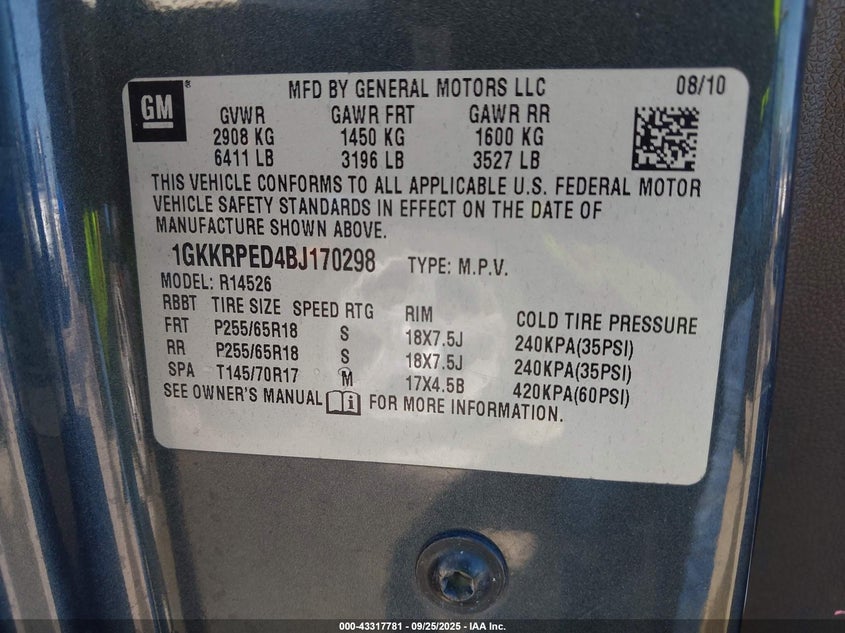 GM ® MFD BY GENERAL MOTORS LLC 08/10
GVWR GAWR FRT GAWR RR
2908 KG 1450 KG 1600 KG
6411 LB 3196 LB 3527 LB
THIS VEHICLE CONFORMS TO ALL APPLICABLE U.S. FEDERAL MOTOR
VEHICLE SAFETY STANDARDS IN EFFECT ON THE DATE OF
MANUFACTURE SHOWN ABOVE.
1GKKRPED4BJ170298 TYPE: M.P.V.
MODEL: R14526
RBBT TIRE SIZE SPEED RTG RIM COLD TIRE PRESSURE
FRT P255/65R18 S 18X7.5J 240KPA(35PSI)
RR P255/65R18 S 18X7.5J 240KPA(35PSI)
SPA T145/70R17 M 17X4.5B 420KPA(60PSI)
SEE OWNER'S MANUAL i FOR MORE INFORMATION.
000-43317781 - 09/25/2025 - IAA Inc.